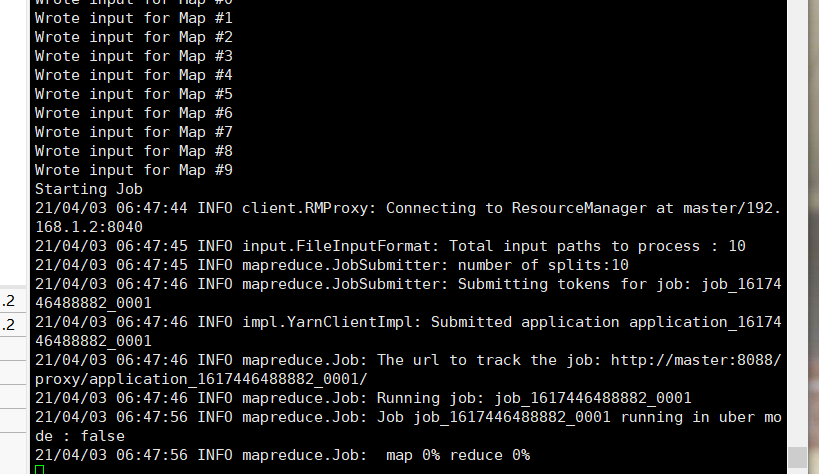 Wrote input for Map #0
Wrote input for Map #1
Wrote input for Map #2
Wrote input for Map #3
Wrote input for Map #4
Wrote input for Map #5
Wrote input for Map #6
Wrote input for Map #7
Wrote input for Map #8
Wrote input for Map #9
Starting Job
21/04/03 06:47:44 INFO client.RMProxy: Connecting to ResourceManager at master/192.
168.1.2:8040
21/04/03 06:47:45 INFO input.FileInputFormat: Total input paths to process : 10
21/04/03 06:47:45 INFO mapreduce.JobSubmitter: number of splits:10
21/04/03 06:47:46 INFO mapreduce.JobSubmitter: Submitting tokens for job: job_16174
46488882_0001
.2
21/04/03 06:47:46 INFO impl.YarnClientImpl: Submitted application application_16174
.2
46488882_0001
21/04/03 06:47:46 INFO mapreduce.Job: The url to track the job: http://master:8088/
proxy/application_1617446488882_0001/
21/04/03 06:47:46 INFO mapreduce.Job: Running job: job_1617446488882_0001
21/04/03 06:47:56 INFO mapreduce.Job: Job job_1617446488882_0001 running in uber mo
de : false
21/04/03 06:47:56 INFO mapreduce.Job:  map 0% reduce 0%